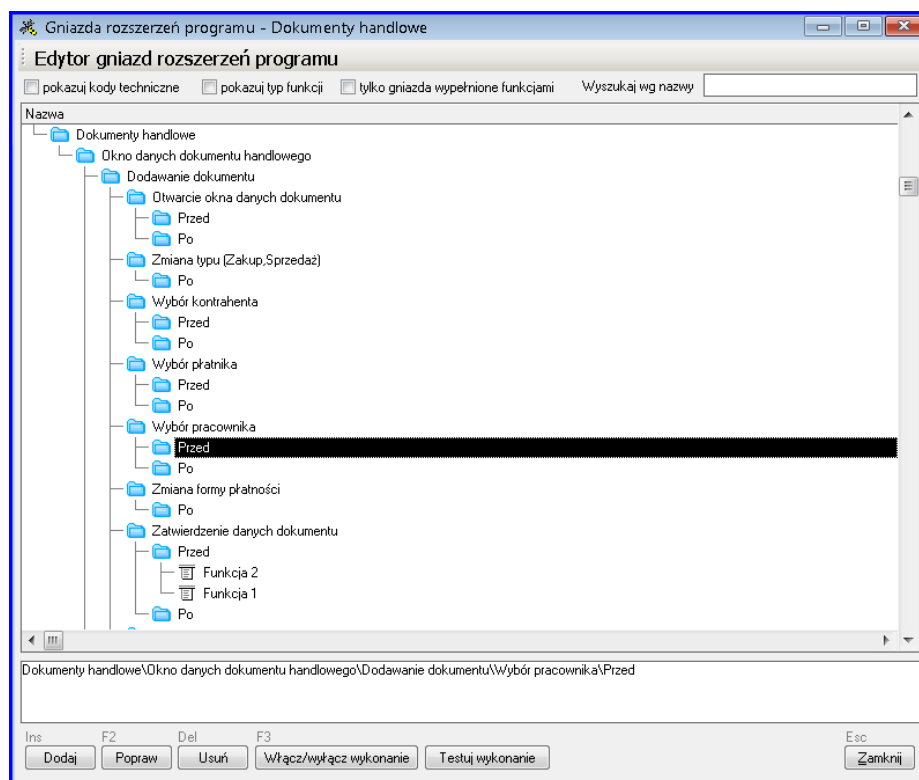 Gniazda rozszerzeń programu - Dokumenty handlowe
Edytor gniazd rozszerzeń programu
pokazuj kody techniczne pokazuj typ funkcji tylko gniazda wypełnione funkcjami Wyszukaj wg nazwy
Nazwa
Dokumenty handlowe
Okno danych dokumentu handlowego
Dodawanie dokumentu
Otwarcie okna danych dokumentu
Przed
Po
Zmiana typu (Zakup,Sprzedaż)
Po
Wybór kontrahenta
Przed
Po
Wybór płatnika
Przed
Po
Wybór pracownika
Przed
Po
Zmiana formy płatności
Po
Zatwierdzenie danych dokumentu
Przed
Funkcja 2
Funkcja 1
Po
Dokumenty handlowe\Okno danych dokumentu handlowego\Dodawanie dokumentu\Wybór pracownika\Przed
Ins F2 Del F3 Esc
Dodaj Popraw Usuń Włącz/wyłącz wykonanie Testuj wykonanie Zamknij